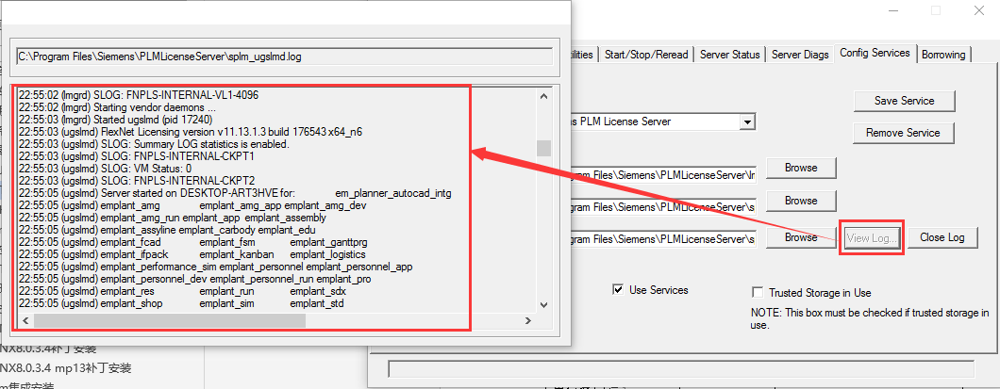 C:\Program Files\Siemens\PLMLicenseServer\splm_ugslmd.log
22:55:02 (lmgrd) SLOG: FNPLS-INTERNAL-VL1-4096
22:55:02 (lmgrd) Starting vendor daemons ...
22:55:03 (lmgrd) Started ugslmd (pid 17240)
22:55:03 (ugslmd) FlexNet Licensing version v11.13.1.3 build 176543 x64_n6
22:55:03 (ugslmd) SLOG: Summary LOG statistics is enabled.
22:55:03 (ugslmd) SLOG: FNPLS-INTERNAL-CKPT1
22:55:03 (ugslmd) SLOG: VM Status: 0
22:55:03 (ugslmd) SLOG: FNPLS-INTERNAL-CKPT2
22:55:05 (ugslmd) Server started on DESKTOP-ART3HVE for: em_planner_autocad_intg
22:55:05 (ugslmd) emplant_amg emplant_amg_app emplant_amg_dev
22:55:05 (ugslmd) emplant_amg_run emplant_app emplant_assembly
22:55:05 (ugslmd) emplant_assyline emplant_carbody emplant_edu
22:55:05 (ugslmd) emplant_fcad emplant_fsm emplant_ganttprg
22:55:05 (ugslmd) emplant_ifpack emplant_kanban emplant_logistics
22:55:05 (ugslmd) emplant_performance_sim emplant_personnel emplant_personnel_app
22:55:05 (ugslmd) emplant_personnel_dev emplant_personnel_run emplant_pro
22:55:05 (ugslmd) emplant_res emplant_run emplant_sdx
22:55:05 (ugslmd) emplant_shop emplant_sim emplant_std
NX8.0.3.4补丁安装
NX8.0.3.4 mp13补丁安装
m集成安装
ilities Start/Stop/Reread Server Status Server Diags Config Services Borrowing
Save Service
s PLM License Server
Remove Service
gram Files\Siemens\PLMLicenseServer\lr Browse
gram Files\Siemens\PLMLicenseServer\s Browse
gram Files\Siemens\PLMLicenseServer\s Browse View Log... Close Log
Use Services Trusted Storage in Use
NOTE: This box must be checked if trusted storage in
use.